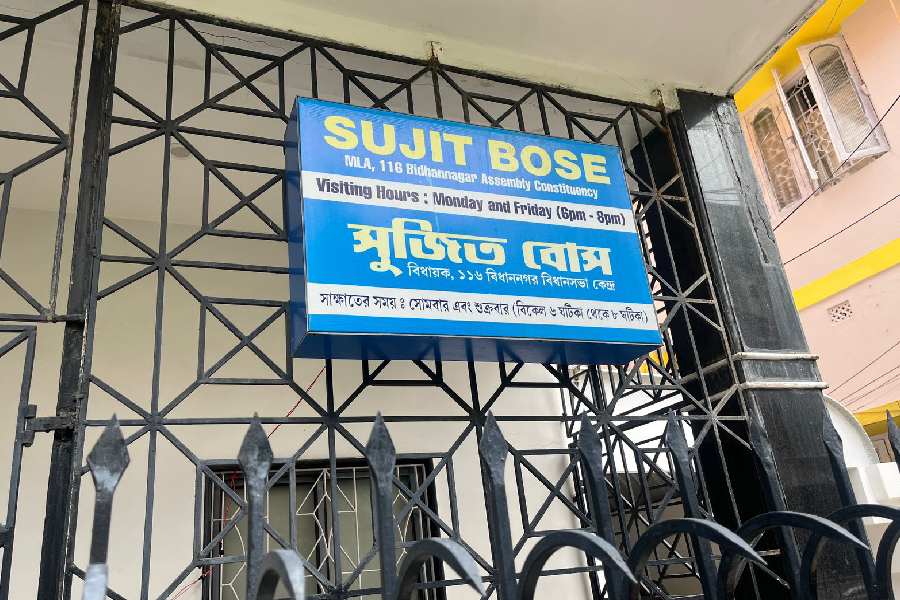 SUJIT BOSE
MLA, 116 Bidhannagar Assembly Constituency
Visiting Hours : Monday and Friday (6pm - 8pm)
সুজিত বোস
বিধায়ক, ১১৬ বিধাননগর বিধানসভা কেন্দ্র
সাক্ষাতের সময় ঃ সোমবার এবং শুক্রবার (বিকেল ৬ ঘটিকা থেকে ৮ ঘটিকা)